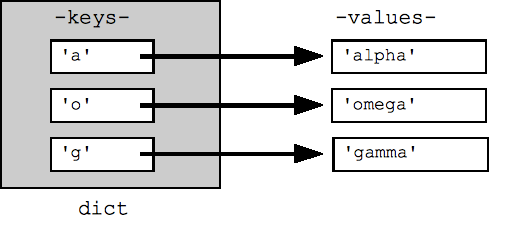 -keys- -values-
'a' 'alpha'
'o' 'omega'
'g' 'gamma'
dict